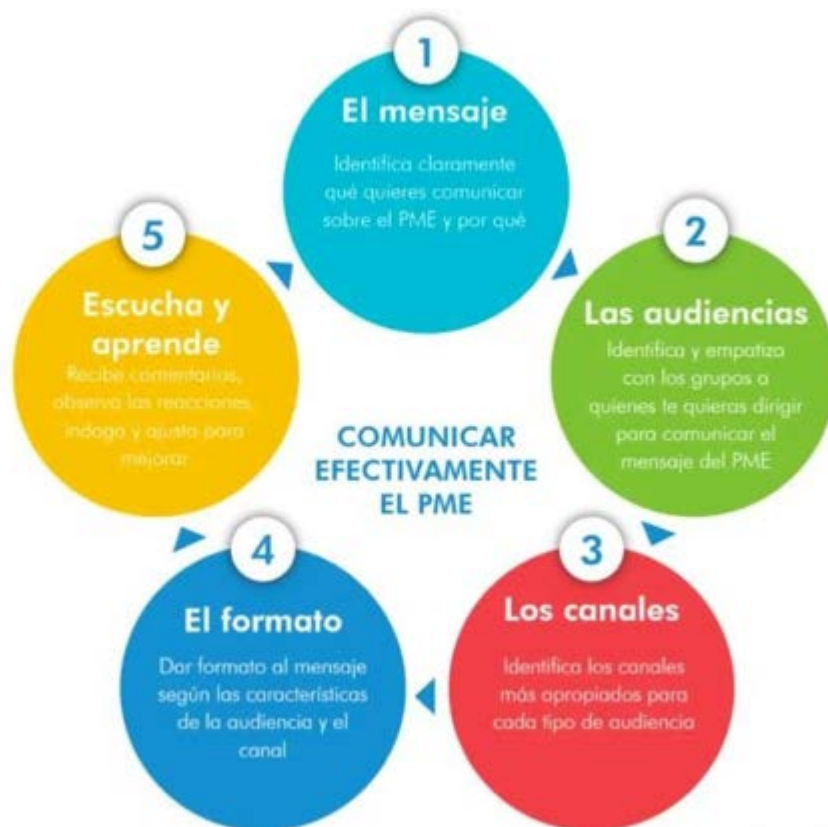 1
El mensaje
Identifica claramente
qué quieres comunicar
sobre el PME y por qué
2
Las audiencias
Identifica y empatiza
con los grupos a
quienes te quieras dirigir
para comunicar el
mensaje del PME
3
Los canales
Identifica los canales
más apropiados para
cada tipo de audiencia
4
El formato
Dar formato al mensaje
según las características
de la audiencia y el
canal
5
Escucha y
aprende
Recibe comentarios,
observa las reacciones,
indaga y ajusta para
mejorar
COMUNICAR
EFECTIVAMENTE
EL PME